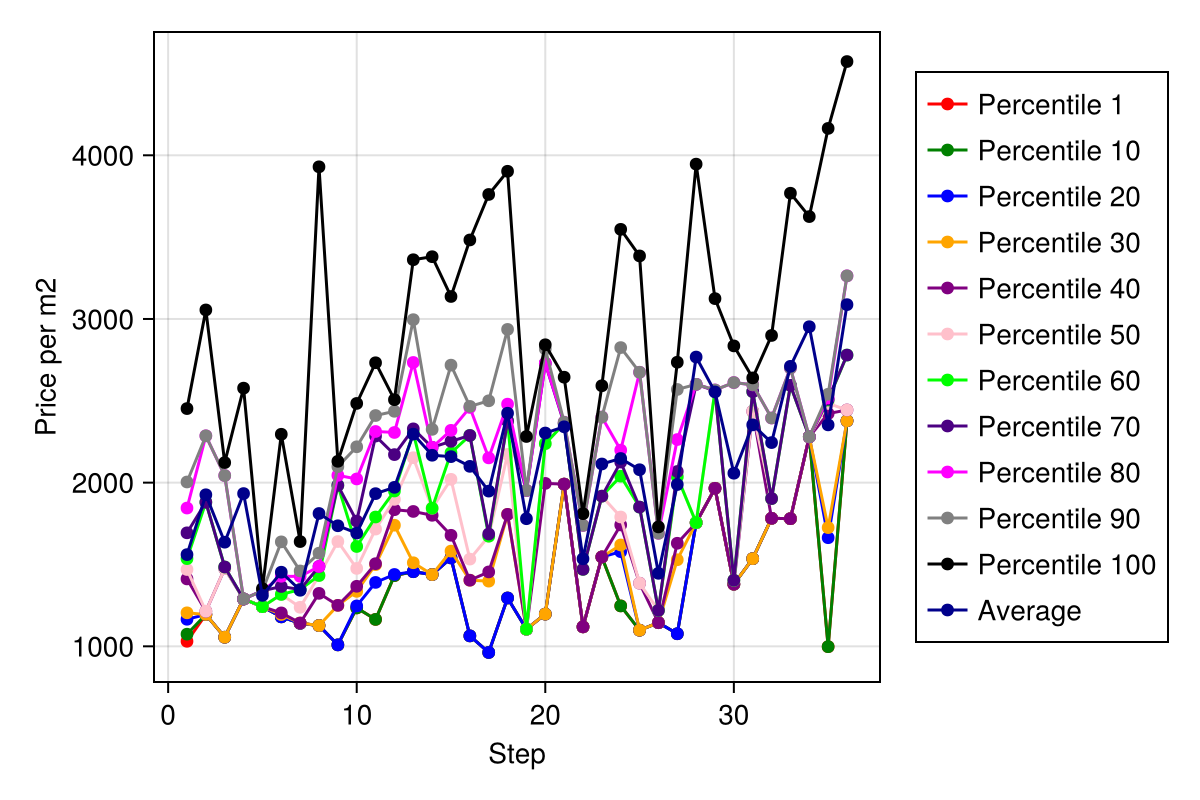 Price per m2
4000
3000
2000
1000
0 10 20 30
Step
Percentile 1
Percentile 10
Percentile 20
Percentile 30
Percentile 40
Percentile 50
Percentile 60
Percentile 70
Percentile 80
Percentile 90
Percentile 100
Average